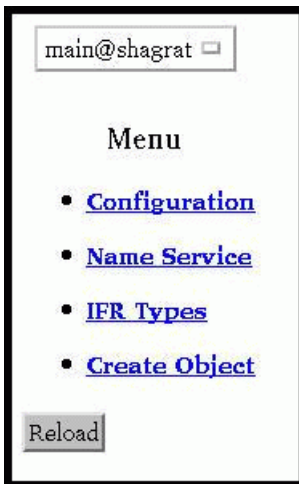 main@shagrat
Menu
Configuration
Name Service
IFR Types
Create Object
Reload